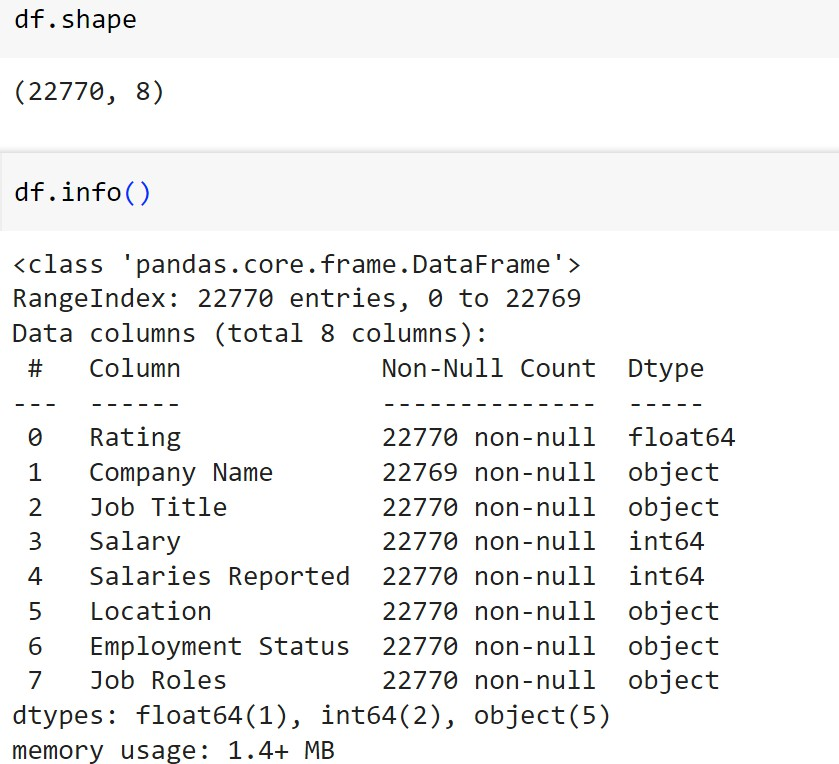 df.shape
(22770, 8)
df.info()
<class 'pandas.core.frame.DataFrame'>
RangeIndex: 22770 entries, 0 to 22769
Data columns (total 8 columns):
 #   Column              Non-Null Count  Dtype
---  ------              --------------  -----
 0   Rating              22770 non-null  float64
 1   Company Name        22769 non-null  object
 2   Job Title           22770 non-null  object
 3   Salary              22770 non-null  int64
 4   Salaries Reported   22770 non-null  int64
 5   Location            22770 non-null  object
 6   Employment Status   22770 non-null  object
 7   Job Roles           22770 non-null  object
dtypes: float64(1), int64(2), object(5)
memory usage: 1.4+ MB